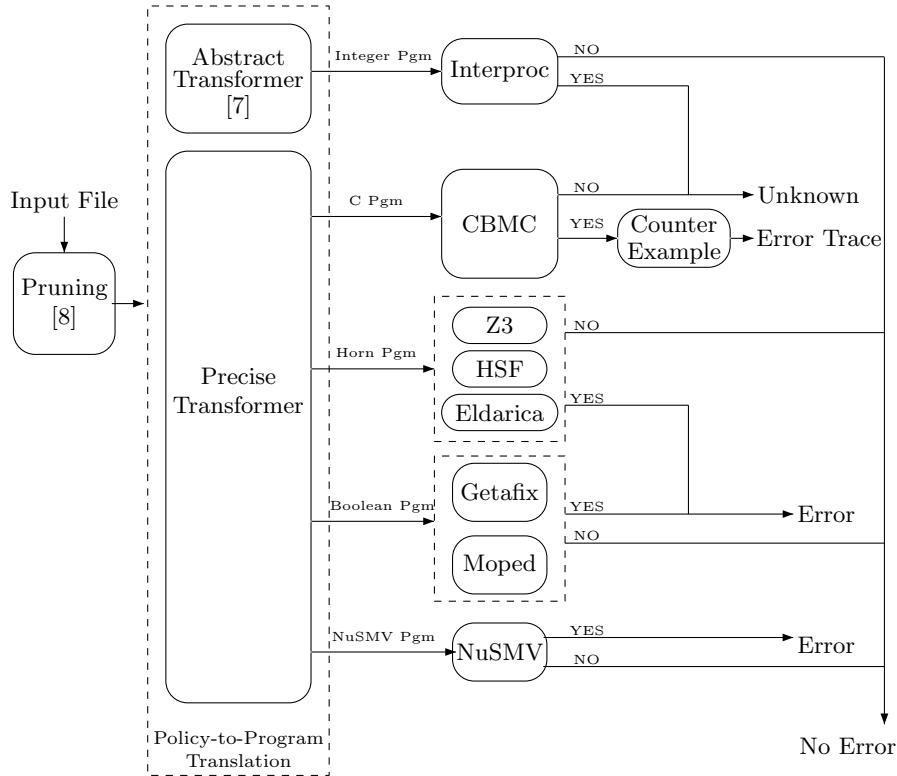 Input File
Pruning
[8]
Abstract
Transformer
[7]
Precise
Transformer
Policy-to-Program
Translation
Integer Pgm
Interproc
NO
YES
C Pgm
CBMC
NO
Unknown
YES
Counter
Example
Error Trace
Horn Pgm
Z3
HSF
Eldarica
NO
YES
Boolean Pgm
Getafix
Moped
YES
Error
NO
NuSMV Pgm
NuSMV
YES
Error
NO
No Error